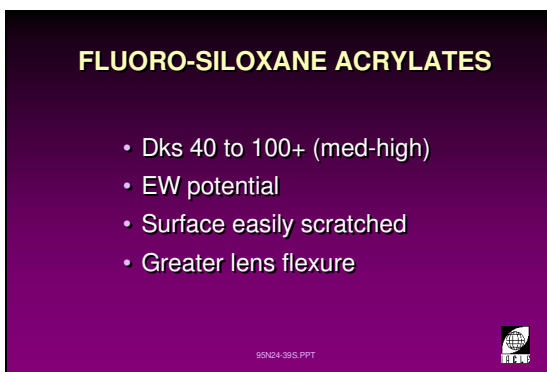 FLUORO-SILOXANE ACRYLATES
• Dks 40 to 100+ (med-high)
• EW potential
• Surface easily scratched
• Greater lens flexure
95N24-39S.PPT
IACLE